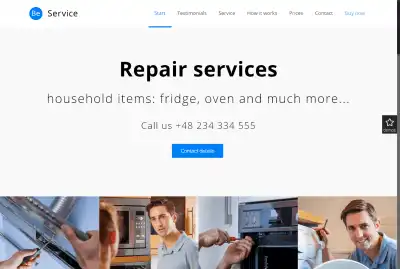 Be Service
Start Testimonials Service How it works Prices Contact Buy now
Repair services
household items: fridge, oven and much more...
Call us +48 234 334 555
Contact details